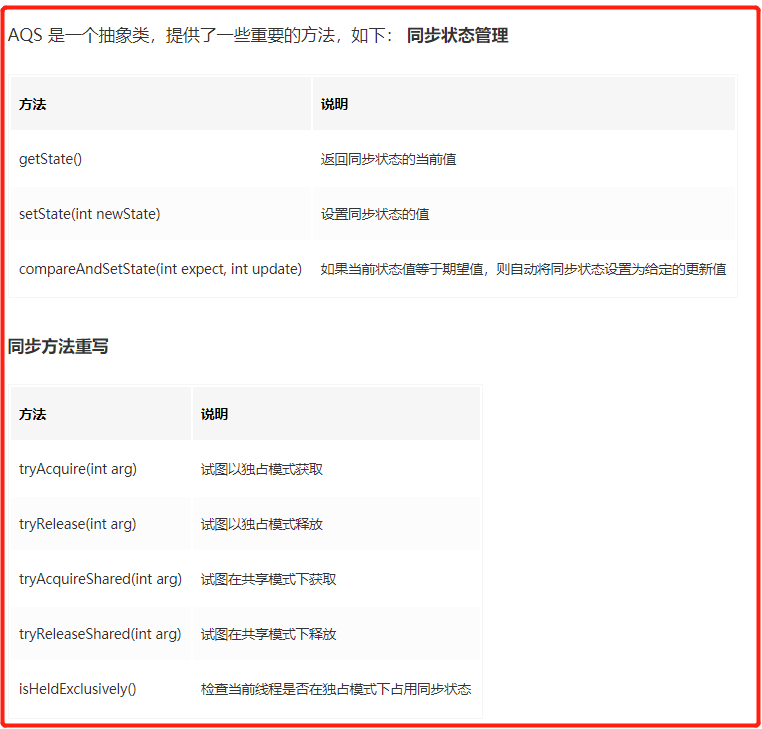 AQS 是一个抽象类，提供了一些重要的方法，如下： 同步状态管理
方法 说明
getState() 返回同步状态的当前值
setState(int newState) 设置同步状态的值
compareAndSetState(int expect, int update) 如果当前状态值等于期望值，则自动将同步状态设置为给定的更新值
同步方法重写
方法 说明
tryAcquire(int arg) 试图以独占模式获取
tryRelease(int arg) 试图以独占模式释放
tryAcquireShared(int arg) 试图在共享模式下获取
tryReleaseShared(int arg) 试图在共享模式下释放
isHeldExclusively() 检查当前线程是否在独占模式下占用同步状态